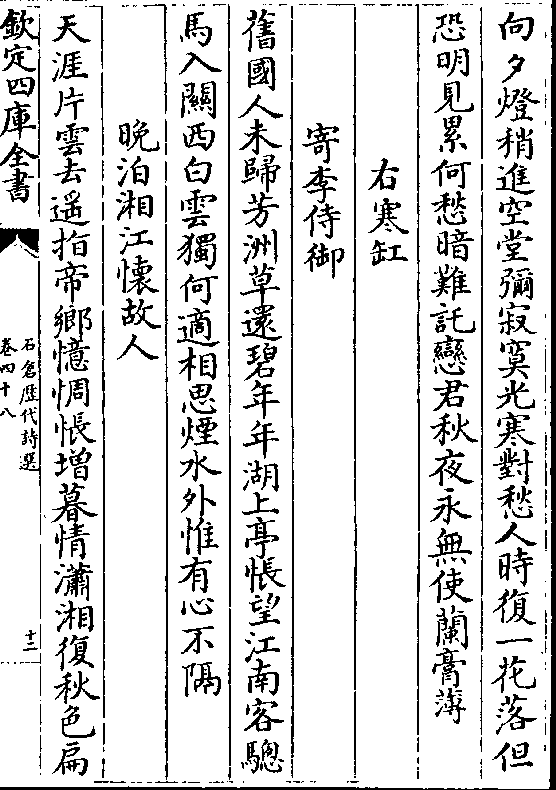 向夕燈稍進空堂彌寂寞光寒對愁人時復一花落但
恐明見累何愁暗難託戀君秋夜永無使蘭膏薄
右寒缸
寄李侍御
舊國人未歸芳洲草還碧年年湖上亭悵望江南客驄
馬入關西白雲獨何適相思煙水外惟有心不隔
晚泊湘江懷故人
天涯片雲去遥指帝鄉憶惆悵增暮情瀟湘復秋色扁
欽定四庫全書
石倉歷代詩選
卷四十八
十三